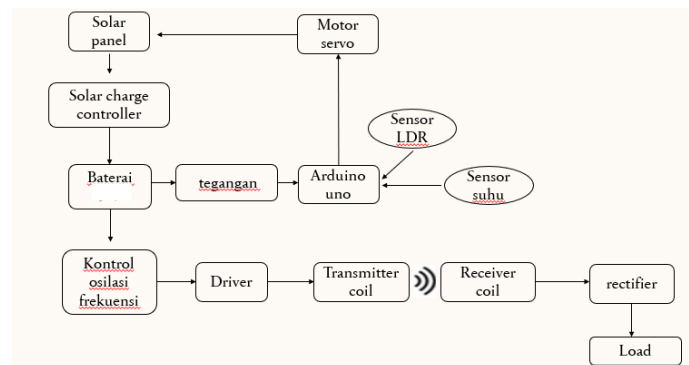 Solar
panel
Motor
servo
Solar charge
controller
Sensor
LDR
Baterai
tegangan
Arduino
uno
Sensor
suhu
Kontrol
osilasi
frekuensi
Driver
Transmitter
coil
Receiver
coil
rectifier
Load